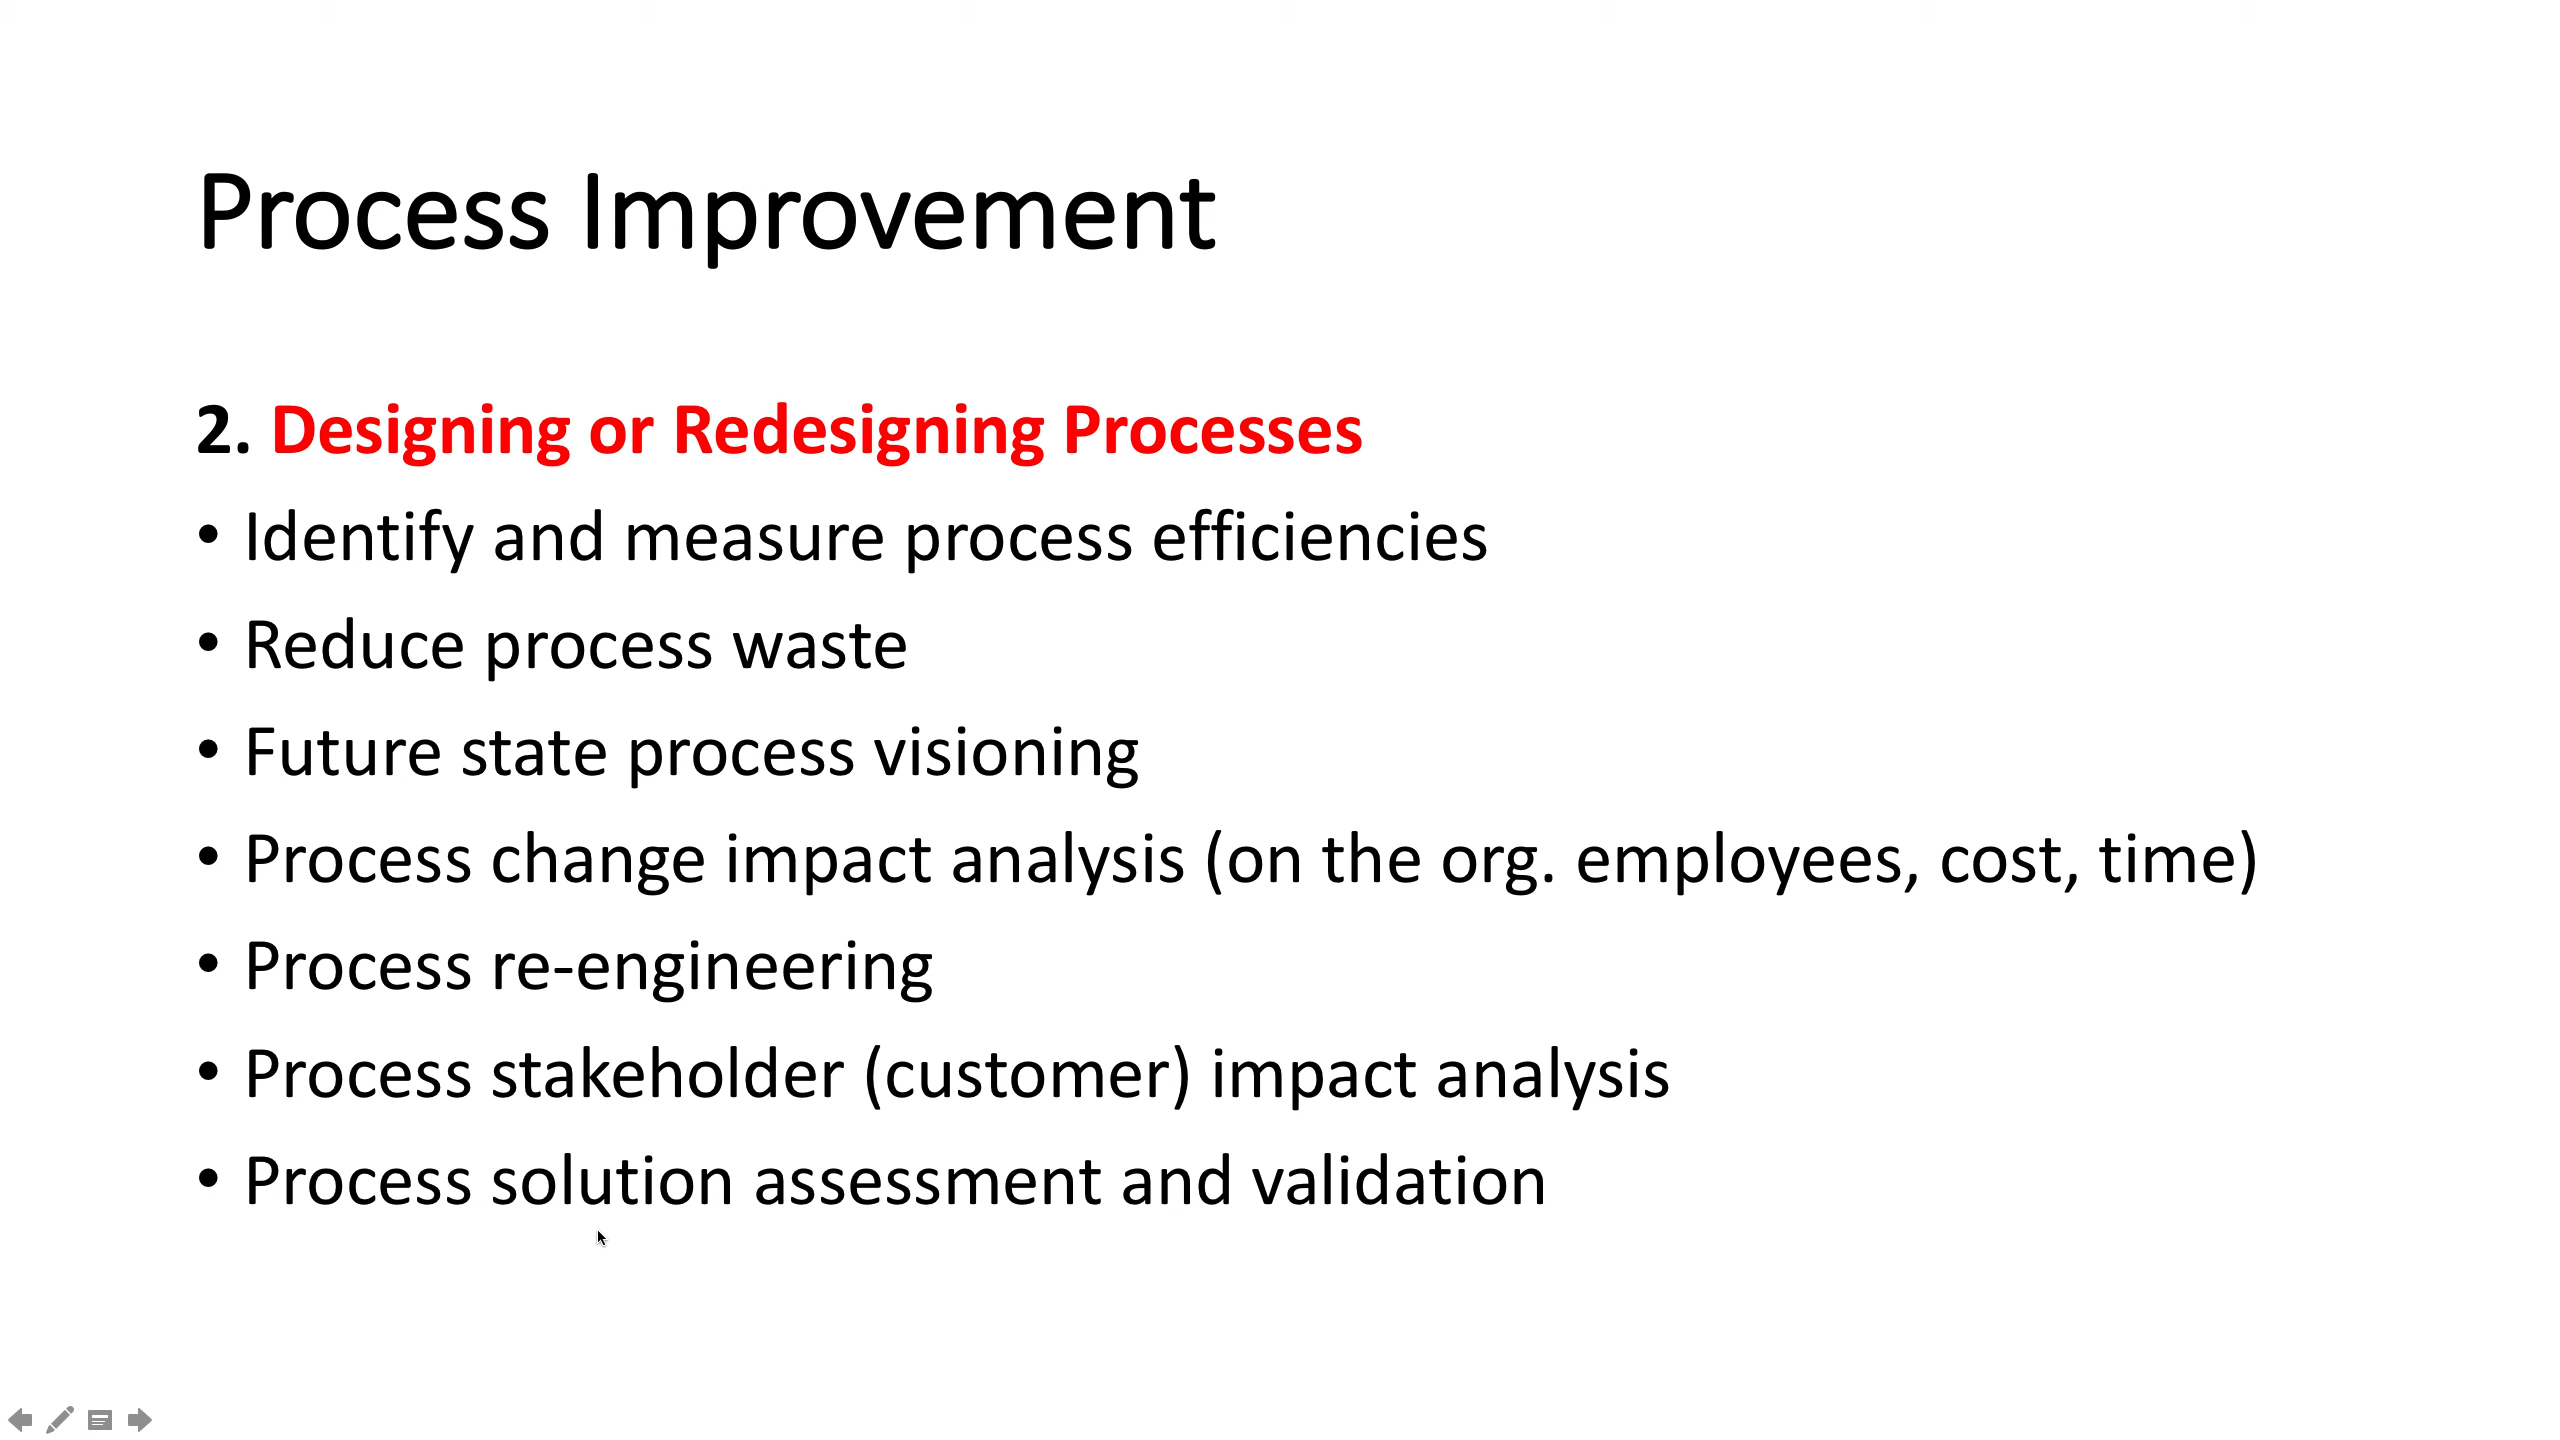 Process Improvement
2. Designing or Redesigning Processes
• Identify and measure process efficiencies
• Reduce process waste
• Future state process visioning
• Process change impact analysis (on the org. employees, cost, time)
• Process re-engineering
• Process stakeholder (customer) impact analysis
• Process solution assessment and validation